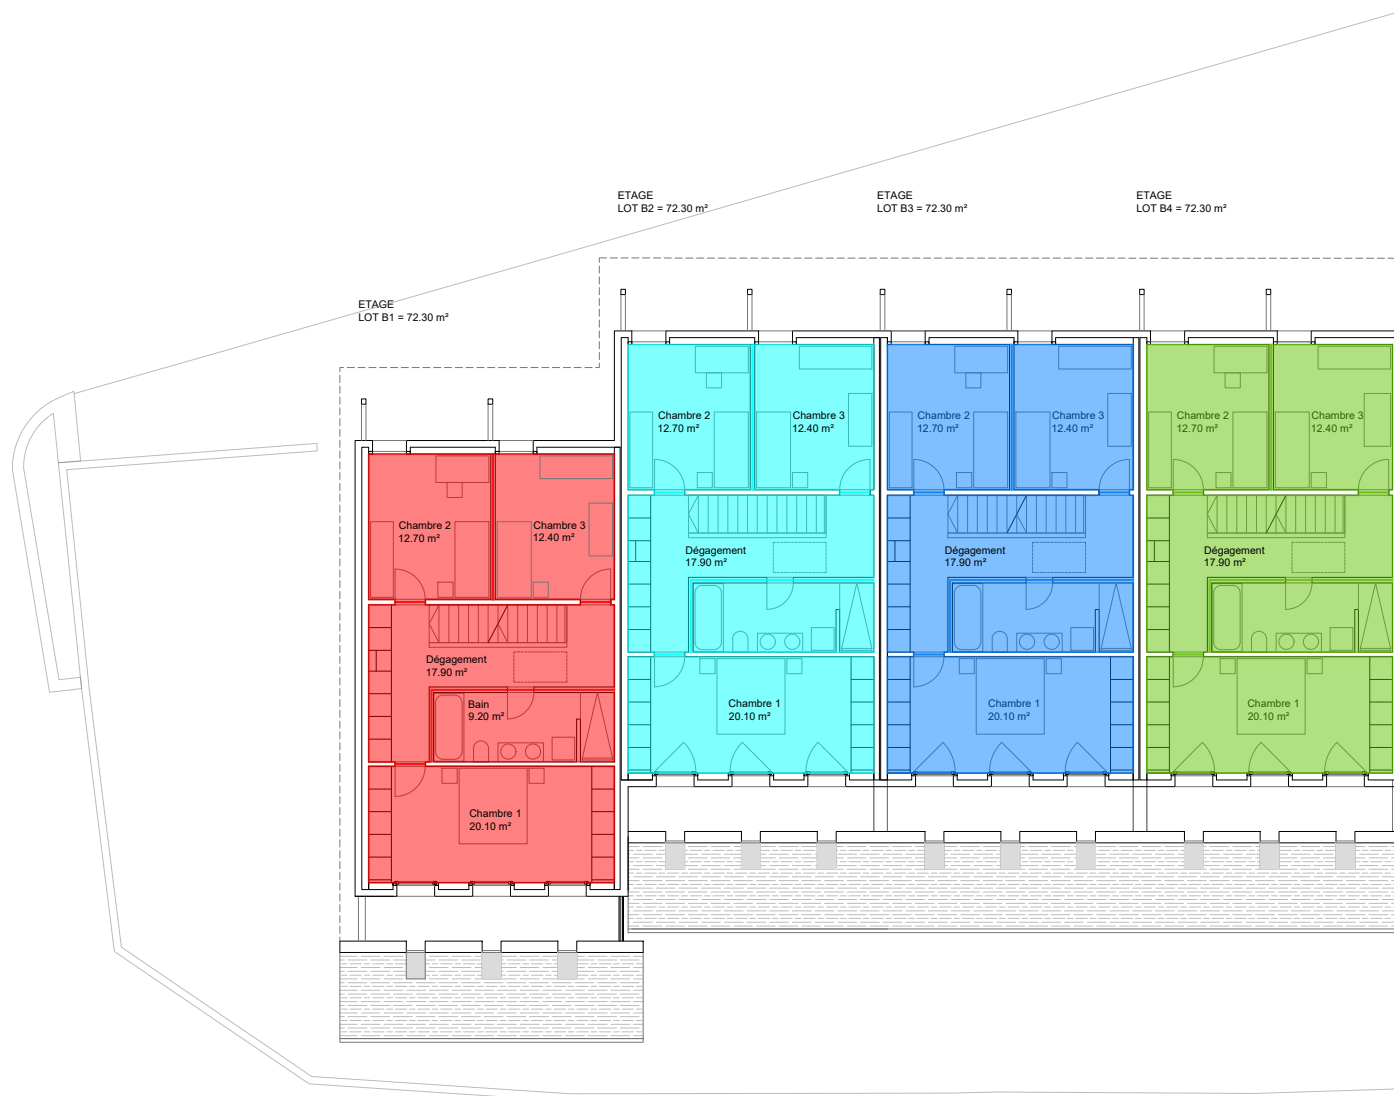 ETAGE
LOT B2 = 72.30 m²
ETAGE
LOT B3 = 72.30 m²
ETAGE
LOT B4 = 72.30 m²
ETAGE
LOT B1 = 72.30 m²
Chambre 2
12.70 m²
Chambre 3
12.40 m²
Dégagement
17.90 m²
Bain
9.20 m²
Chambre 1
20.10 m²
Chambre 2
12.70 m²
Chambre 3
12.40 m²
Dégagement
17.90 m²
Chambre 1
20.10 m²
Chambre 2
12.70 m²
Chambre 3
12.40 m²
Dégagement
17.90 m²
Chambre 1
20.10 m²
Chambre 2
12.70 m²
Chambre 3
12.40 m²
Dégagement
17.90 m²
Chambre 1
20.10 m²